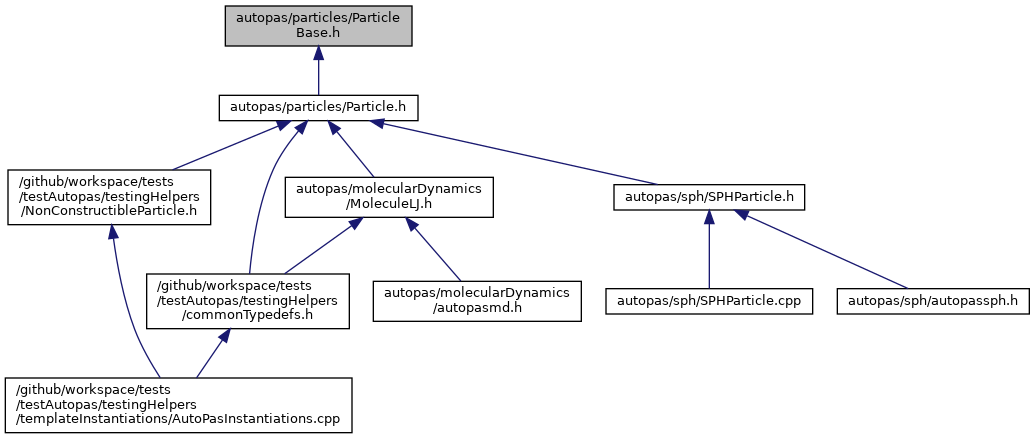 autopas/particles/Particle
Base.h
autopas/particles/Particle.h
/github/workspace/tests
/testAutopas/testingHelpers
/NonConstructibleParticle.h
autopas/molecularDynamics
/MoleculeLJ.h
autopas/sph/SPHParticle.h
/github/workspace/tests
/testAutopas/testingHelpers
/commonTypedefs.h
autopas/molecularDynamics
/autopasmd.h
autopas/sph/SPHParticle.cpp
autopas/sph/autopassph.h
/github/workspace/tests
/testAutopas/testingHelpers
/templateInstantiations/AutoPasInstantiations.cpp